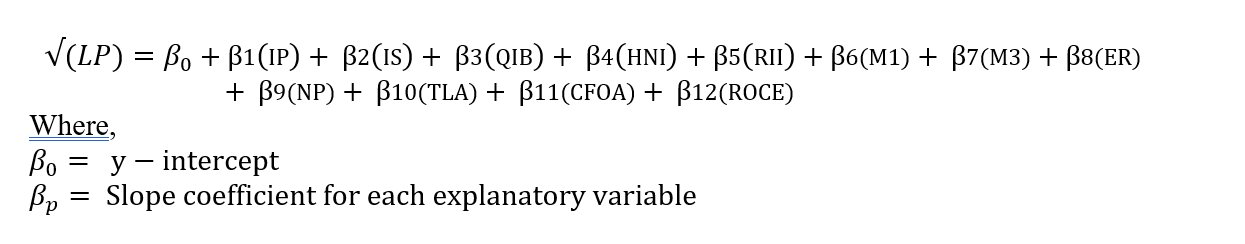 √(LP) = β₀ + β1(IP) + β2(IS) + β3(QIB) + β4(HNI) + β5(RII) + β6(M1) + β7(M3) + β8(ER)
+ β9(NP) + β10(TLA) + β11(CFOA) + β12(ROCE)
Where,
β₀ = y − intercept
βₚ = Slope coefficient for each explanatory variable